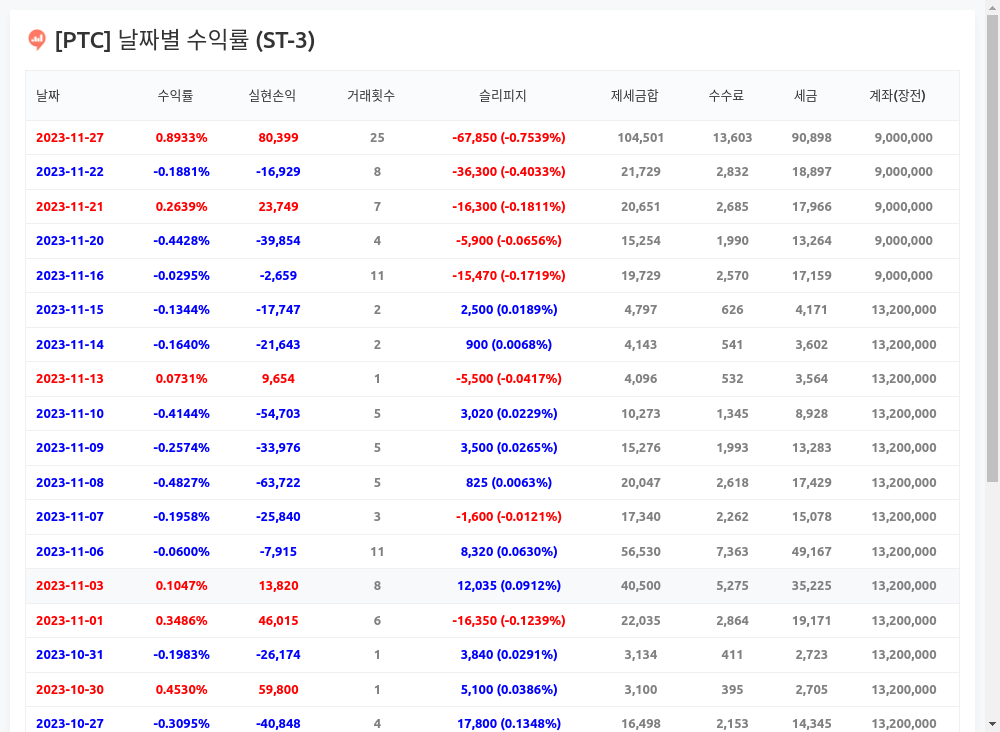 [PTC] 날짜별 수익률 (ST-3)
날짜 수익률 실현손익 거래횟수 슬리피지 제세금합 수수료 세금 계좌(장전)
2023-11-27 0.8933% 80,399 25 -67,850 (-0.7539%) 104,501 13,603 90,898 9,000,000
2023-11-22 -0.1881% -16,929 8 -36,300 (-0.4033%) 21,729 2,832 18,897 9,000,000
2023-11-21 0.2639% 23,749 7 -16,300 (-0.1811%) 20,651 2,685 17,966 9,000,000
2023-11-20 -0.4428% -39,854 4 -5,900 (-0.0656%) 15,254 1,990 13,264 9,000,000
2023-11-16 -0.0295% -2,659 11 -15,470 (-0.1719%) 19,729 2,570 17,159 9,000,000
2023-11-15 -0.1344% -17,747 2 2,500 (0.0189%) 4,797 626 4,171 13,200,000
2023-11-14 -0.1640% -21,643 2 900 (0.0068%) 4,143 541 3,602 13,200,000
2023-11-13 0.0731% 9,654 1 -5,500 (-0.0417%) 4,096 532 3,564 13,200,000
2023-11-10 -0.4144% -54,703 5 3,020 (0.0229%) 10,273 1,345 8,928 13,200,000
2023-11-09 -0.2574% -33,976 5 3,500 (0.0265%) 15,276 1,993 13,283 13,200,000
2023-11-08 -0.4827% -63,722 5 825 (0.0063%) 20,047 2,618 17,429 13,200,000
2023-11-07 -0.1958% -25,840 3 -1,600 (-0.0121%) 17,340 2,262 15,078 13,200,000
2023-11-06 -0.0600% -7,915 11 8,320 (0.0630%) 56,530 7,363 49,167 13,200,000
2023-11-03 0.1047% 13,820 8 12,035 (0.0912%) 40,500 5,275 35,225 13,200,000
2023-11-01 0.3486% 46,015 6 -16,350 (-0.1239%) 22,035 2,864 19,171 13,200,000
2023-10-31 -0.1983% -26,174 1 3,840 (0.0291%) 3,134 411 2,723 13,200,000
2023-10-30 0.4530% 59,800 1 5,100 (0.0386%) 3,100 395 2,705 13,200,000
2023-10-27 -0.3095% -40,848 4 17,800 (0.1348%) 16,498 2,153 14,345 13,200,000